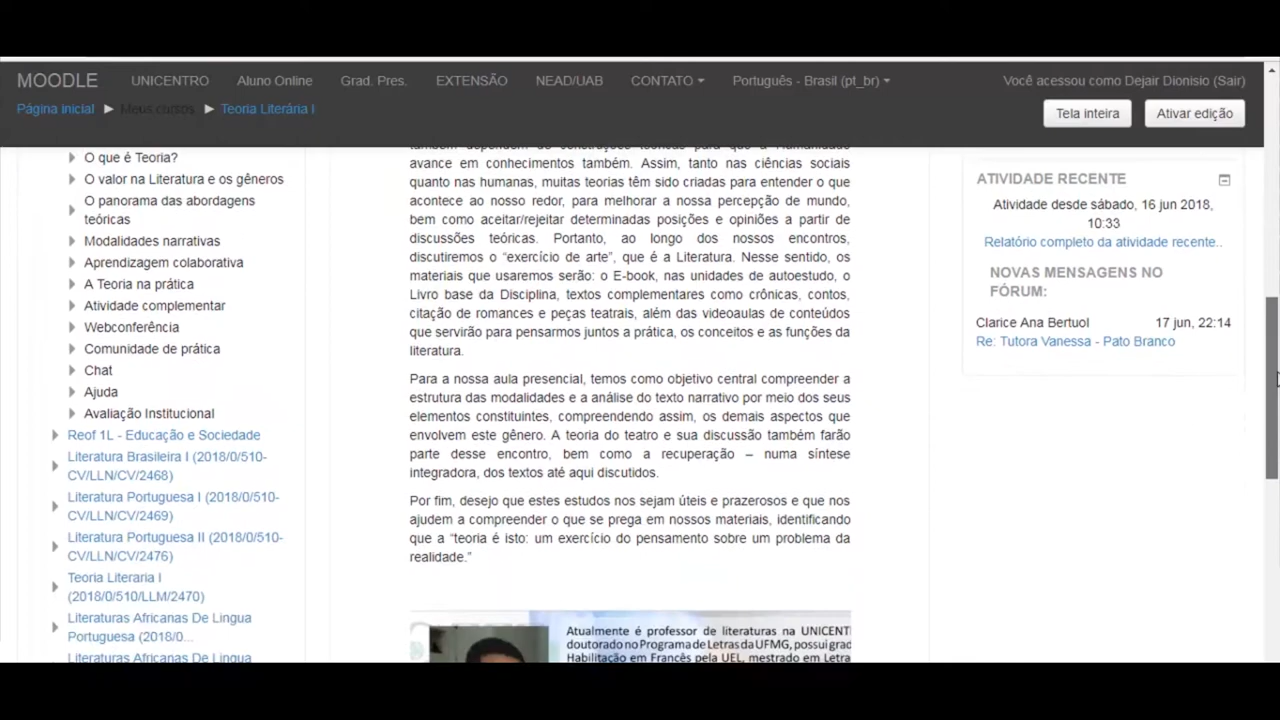 MOODLE UNICENTRO Aluno Online Grad. Pres. EXTENSÃO NEAD/UAB CONTATO Português - Brasil (pt_br) Você acessou como Dejair Dionisio (Sair)
Página inicial Meus cursos Teoria Literária I
Tela inteira Ativar edição
O que é Teoria?
O valor na Literatura e os gêneros
O panorama das abordagens
teóricas
Modalidades narrativas
Aprendizagem colaborativa
A Teoria na prática
Atividade complementar
Webconferência
Comunidade de prática
Chat
Ajuda
Avaliação Institucional
Reof 1L - Educação e Sociedade
Literatura Brasileira I (2018/0/510-
CV/LLN/CV/2468)
Literatura Portuguesa I (2018/0/510-
CV/LLN/CV/2469)
Literatura Portuguesa II (2018/0/510-
CV/LLN/CV/2476)
Teoria Literaria I
(2018/0/510/LLM/2470)
Literaturas Africanas De Lingua
Portuguesa (2018/0...
Literaturas Africanas De Lingua
também dependem de construções teóricas para que a Humanidade
avance em conhecimentos também. Assim, tanto nas ciências sociais
quanto nas humanas, muitas teorias têm sido criadas para entender o que
acontece ao nosso redor, para melhorar a nossa percepção de mundo,
bem como aceitar/rejeitar determinadas posições e opiniões a partir de
discussões teóricas. Portanto, ao longo dos nossos encontros,
discutiremos o “exercício de arte”, que é a Literatura. Nesse sentido, os
materiais que usaremos serão: o E-book, nas unidades de autoestudo, o
Livro base da Disciplina, textos complementares como crônicas, contos,
citação de romances e peças teatrais, além das videoaulas de conteúdos
que servirão para pensarmos juntos a prática, os conceitos e as funções da
literatura.
Para a nossa aula presencial, temos como objetivo central compreender a
estrutura das modalidades e a análise do texto narrativo por meio dos seus
elementos constituintes, compreendendo assim, os demais aspectos que
envolvem este gênero. A teoria do teatro e sua discussão também farão
parte desse encontro, bem como a recuperação – numa síntese
integradora, dos textos até aqui discutidos.
Por fim, desejo que estes estudos nos sejam úteis e prazerosos e que nos
ajudem a compreender o que se prega em nossos materiais, identificando
que a “teoria é isto: um exercício do pensamento sobre um problema da
realidade.”
Atualmente é professor de literaturas na UNICENT
doutorado no Programa de Letras da UFMG, possui grad
Habilitação em Francês pela UEL, mestrado em Letra
ATIVIDADE RECENTE
Atividade desde sábado, 16 jun 2018,
10:33
Relatório completo da atividade recente..
NOVAS MENSAGENS NO
FÓRUM:
Clarice Ana Bertuol 17 jun, 22:14
Re: Tutora Vanessa - Pato Branco